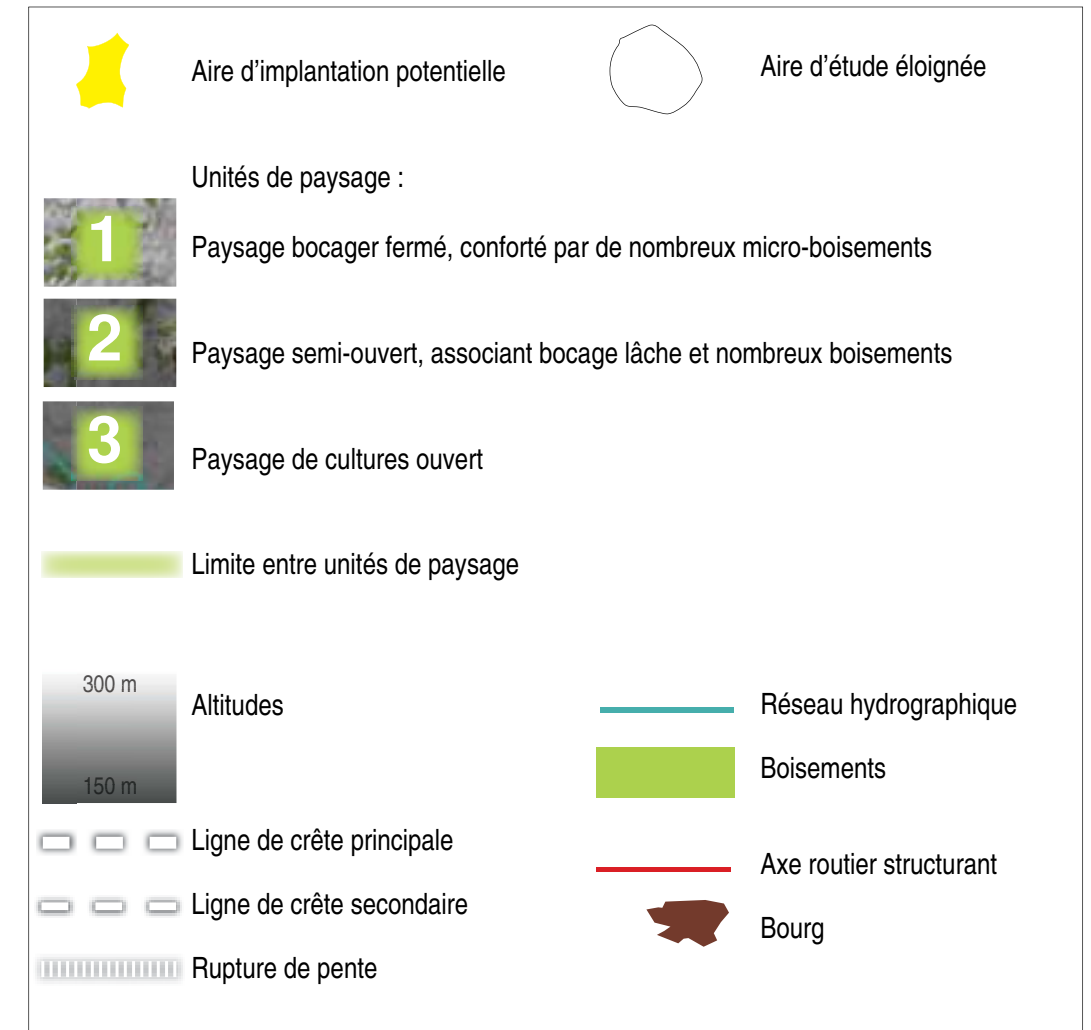 Aire d'implantation potentielle
Aire d'étude éloignée
Unités de paysage :
1
Paysage bocager fermé, conforté par de nombreux micro-boisements
2
Paysage semi-ouvert, associant bocage lâche et nombreux boisements
3
Paysage de cultures ouvert
Limite entre unités de paysage
300 m
Altitudes
150 m
Ligne de crête principale
Ligne de crête secondaire
Rupture de pente
Réseau hydrographique
Boisements
Axe routier structurant
Bourg